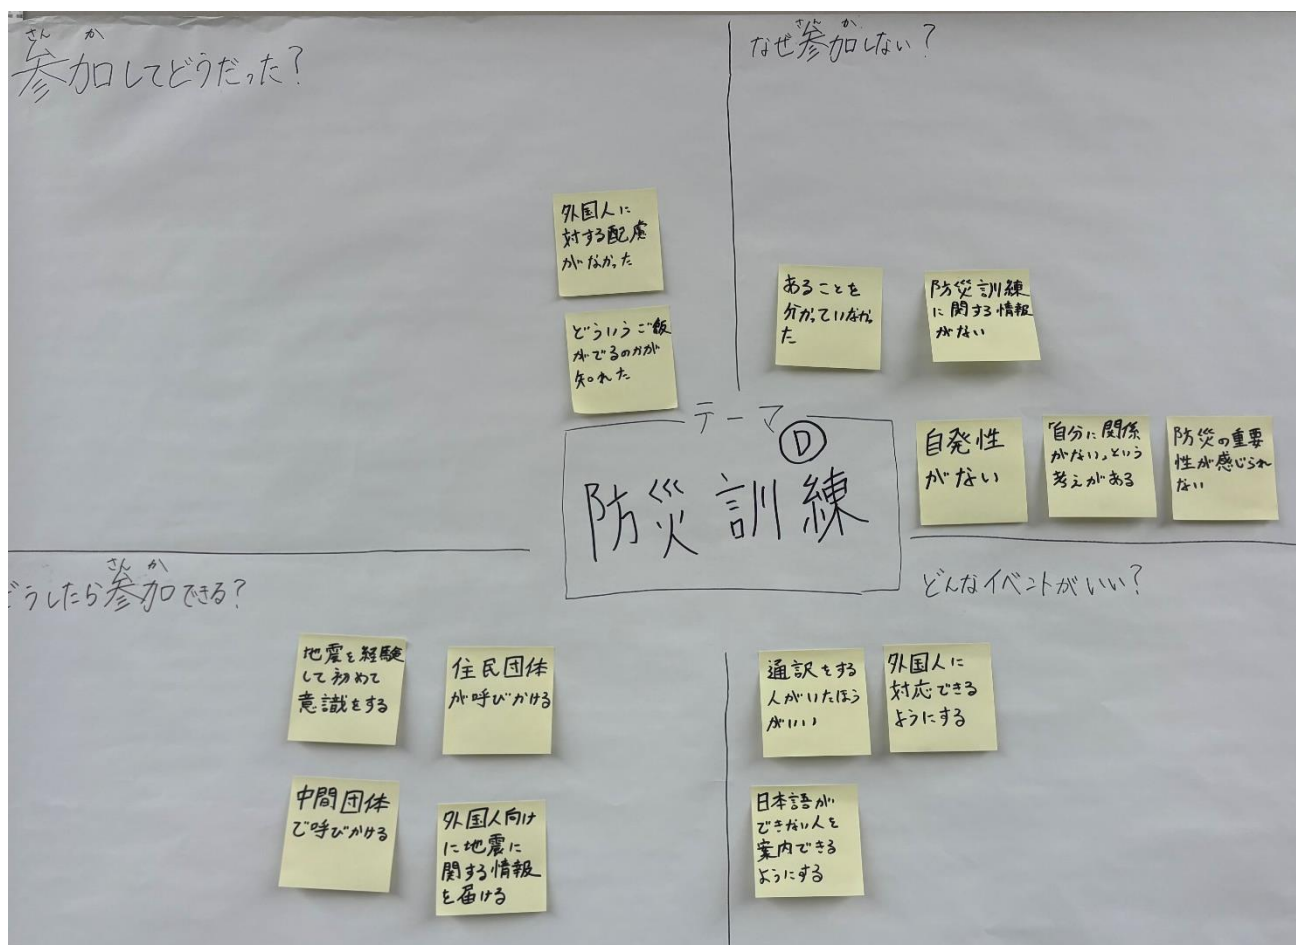 さん か
参加してどうだった?
外国人に
対する配慮
がなかった
どういうご飯
がでるのかが
知れた
さん か
なぜ参加しない?
あることを
分かっていなかっ
た
防災訓練
に関する情報
がない
自発性
がない
「自分に関係
がない」という
考えがある
防災の重要
性が感じられ
ない
テーマ
D
防災訓練
さん か
どうしたら参加できる?
地震を経験
して初めて
意識をする
住民団体
が呼びかける
中間団体
で呼びかける
外国人向け
に地震に
関する情報
を届ける
どんなイベントがいい?
通訳をする
人がいたほう
がいい
外国人に
対応できる
ようにする
日本語が
できない人を
案内できる
ようにする